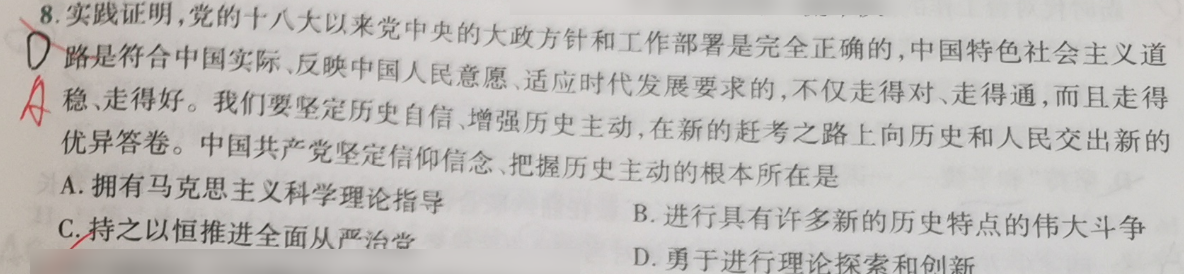 8. 实践证明,党的十八大以来党中央的大政方针和工作部署是完全正确的,中国特色社会主义道
D 路是符合中国实际、反映中国人民意愿、适应时代发展要求的,不仅走得对、走得通,而且走得
A 稳、走得好。我们要坚定历史自信、增强历史主动,在新的赶考之路上向历史和人民交出新的
优异答卷。中国共产党坚定信仰信念、把握历史主动的根本所在是
A. 拥有马克思主义科学理论指导
B. 进行具有许多新的历史特点的伟大斗争
C. 持之以恒推进全面从严治党
D. 勇于进行理论探索和创新